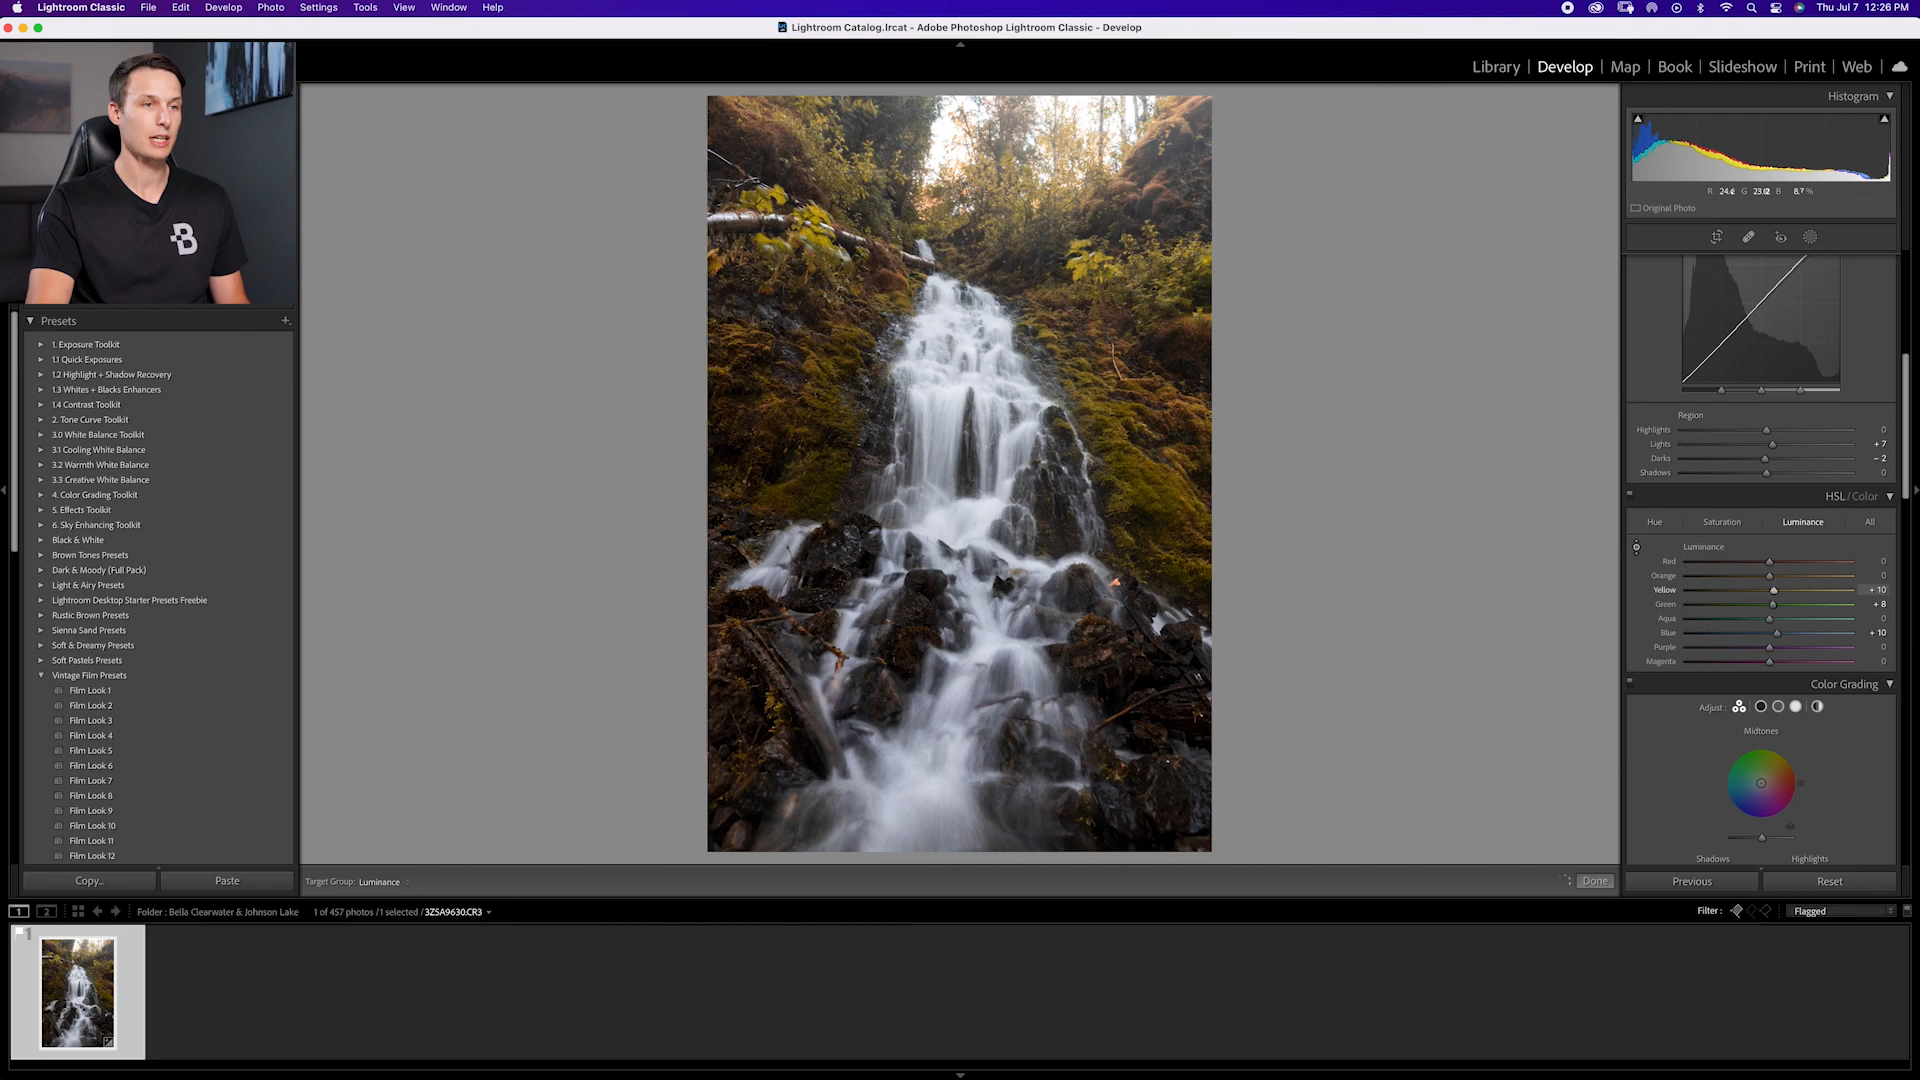 Lightroom Classic File Edit Develop Photo Settings Tools View Window Help Thu Jul 7 12:26 PM
Lightroom Catalog.lrcat - Adobe Photoshop Lightroom Classic - Develop
Library | Develop | Map | Book | Slideshow | Print | Web
Histogram
R 24.6 G 23.0 B 8.7 %
Original Photo
B
Presets +
1. Exposure Toolkit
1.1 Quick Exposures
1.2 Highlight + Shadow Recovery
1.3 Whites + Blacks Enhancers
1.4 Contrast Toolkit
2. Tone Curve Toolkit
3.0 White Balance Toolkit
3.1 Cooling White Balance
3.2 Warmth White Balance
3.3 Creative White Balance
4. Color Grading Toolkit
5. Effects Toolkit
6. Sky Enhancing Toolkit
Black & White
Brown Tones Presets
Dark & Moody (Full Pack)
Light & Airy Presets
Lightroom Desktop Starter Presets Freebie
Rustic Brown Presets
Sienna Sand Presets
Soft & Dreamy Presets
Soft Pastels Presets
Vintage Film Presets
Film Look 1
Film Look 2
Film Look 3
Film Look 4
Film Look 5
Film Look 6
Film Look 7
Film Look 8
Film Look 9
Film Look 10
Film Look 11
Film Look 12
Copy... Paste
Region
Highlights 0
Lights + 7
Darks - 2
Shadows 0
HSL / Color
Hue Saturation Luminance All
Luminance
Red 0
Orange 0
Yellow + 10
Green + 8
Aqua 0
Blue + 10
Purple 0
Magenta 0
Color Grading
Adjust :
Midtones
Shadows Highlights
Target Group: Luminance Done
Previous Reset
1 2 Folder : Bella Clearwater & Johnson Lake 1 of 457 photos / 1 selected / 3Z5A9630.CR3
Filter : Flagged
1